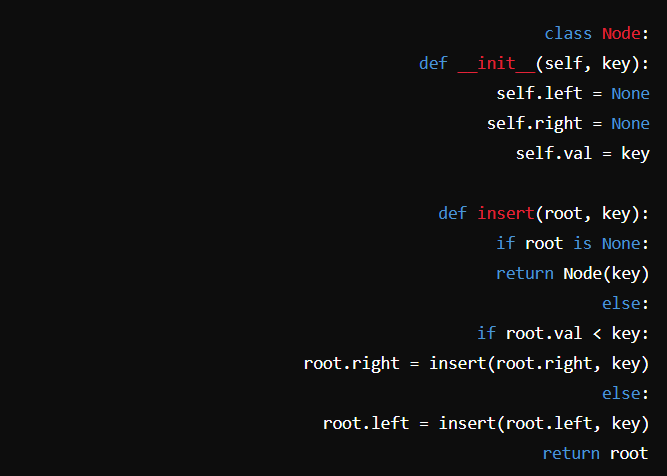 class Node:
def __init__(self, key):
self.left = None
self.right = None
self.val = key
def insert(root, key):
if root is None:
return Node(key)
else:
if root.val < key:
root.right = insert(root.right, key)
else:
root.left = insert(root.left, key)
return root